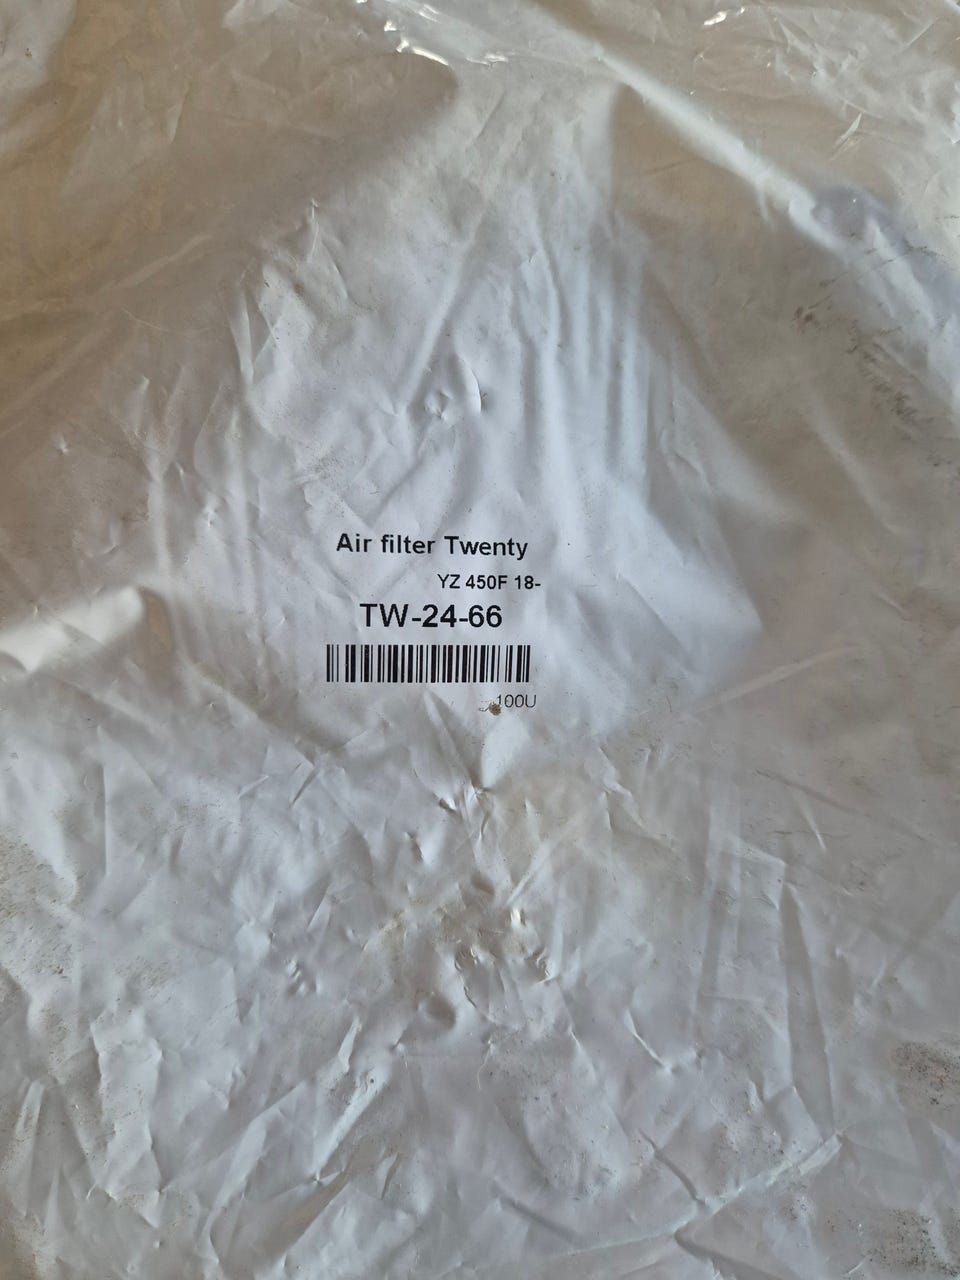 Air filter Twenty
YZ 450F 18-
TW-24-66
100U